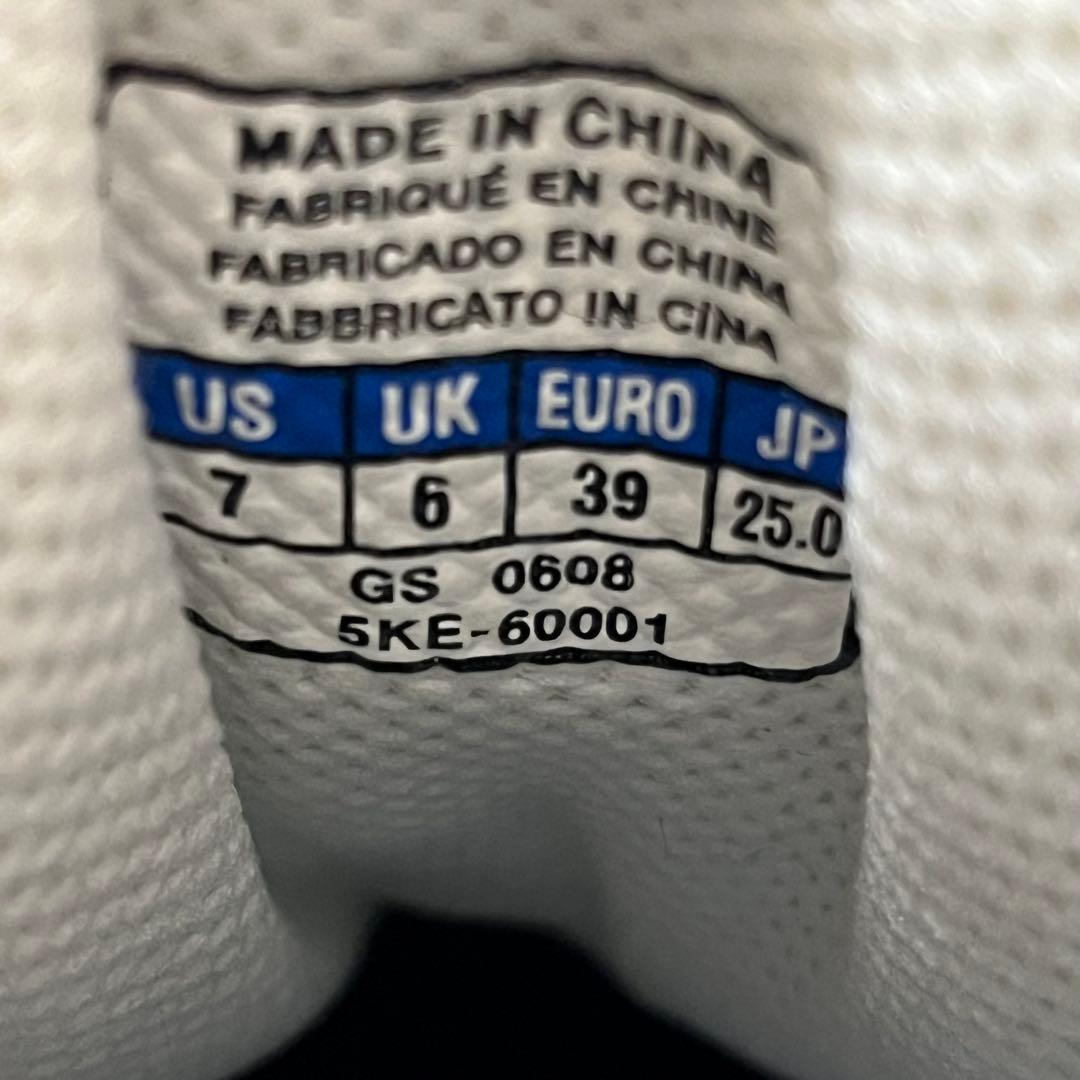 MADE IN CHINA
FABRIQUÉ EN CHINE
FABRICADO EN CHINA
FABBRICATO IN CINA
US UK EURO JP
7 6 39 25.0
GS 0608
5KE-60001